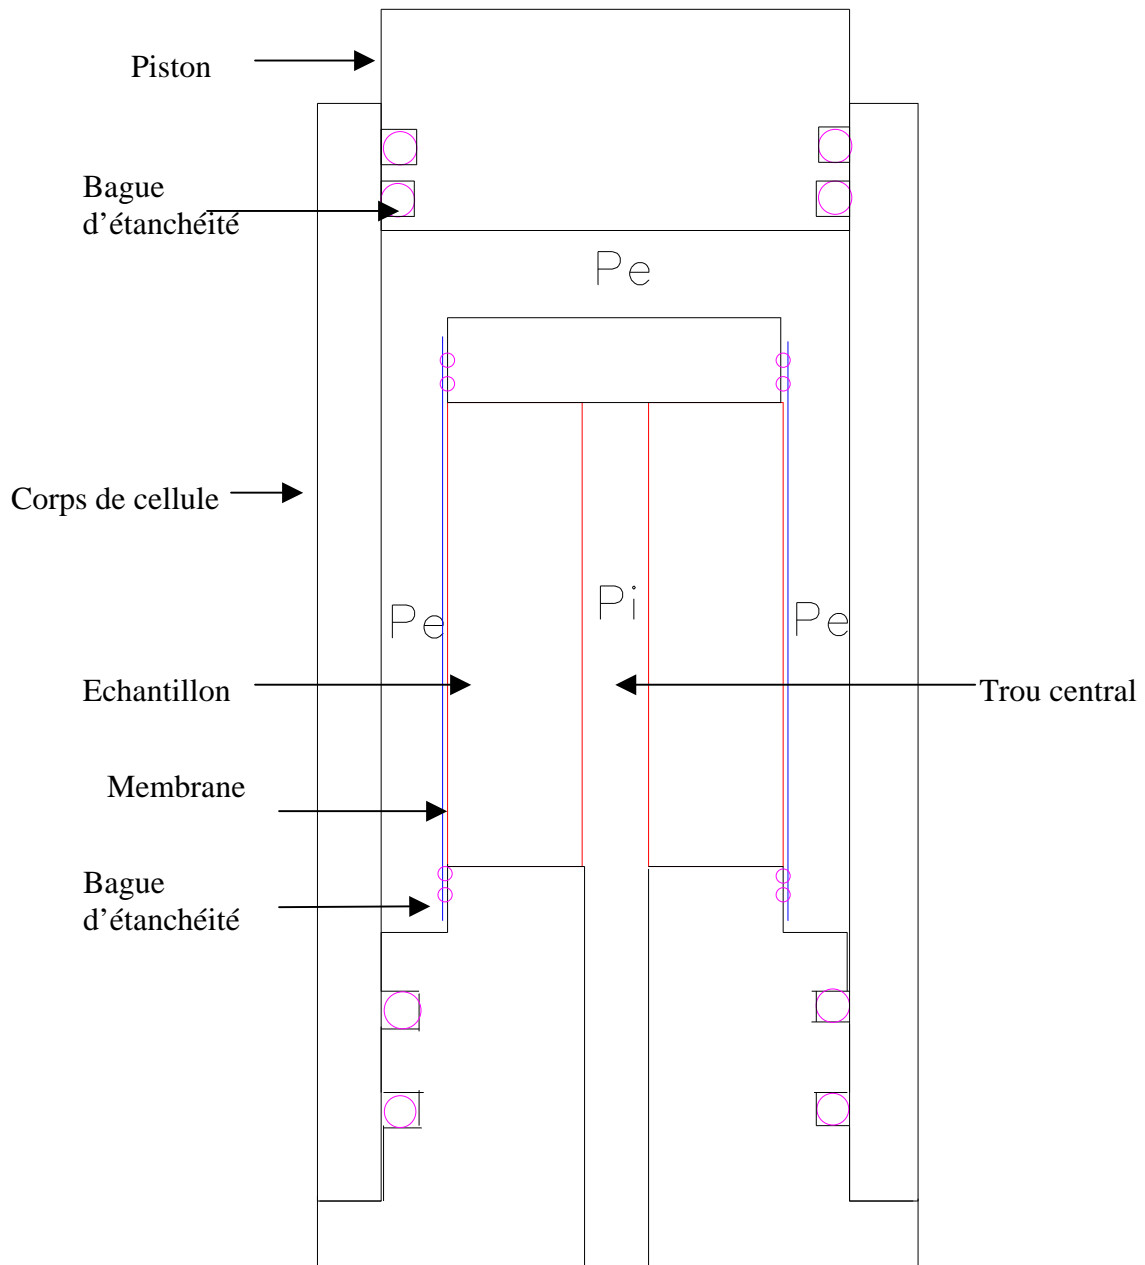 Piston
Bague
d’étanchéité
Pe
Corps de cellule
Pe
Pi
Pe
Echantillon
Trou central
Membrane
Bague
d’étanchéité